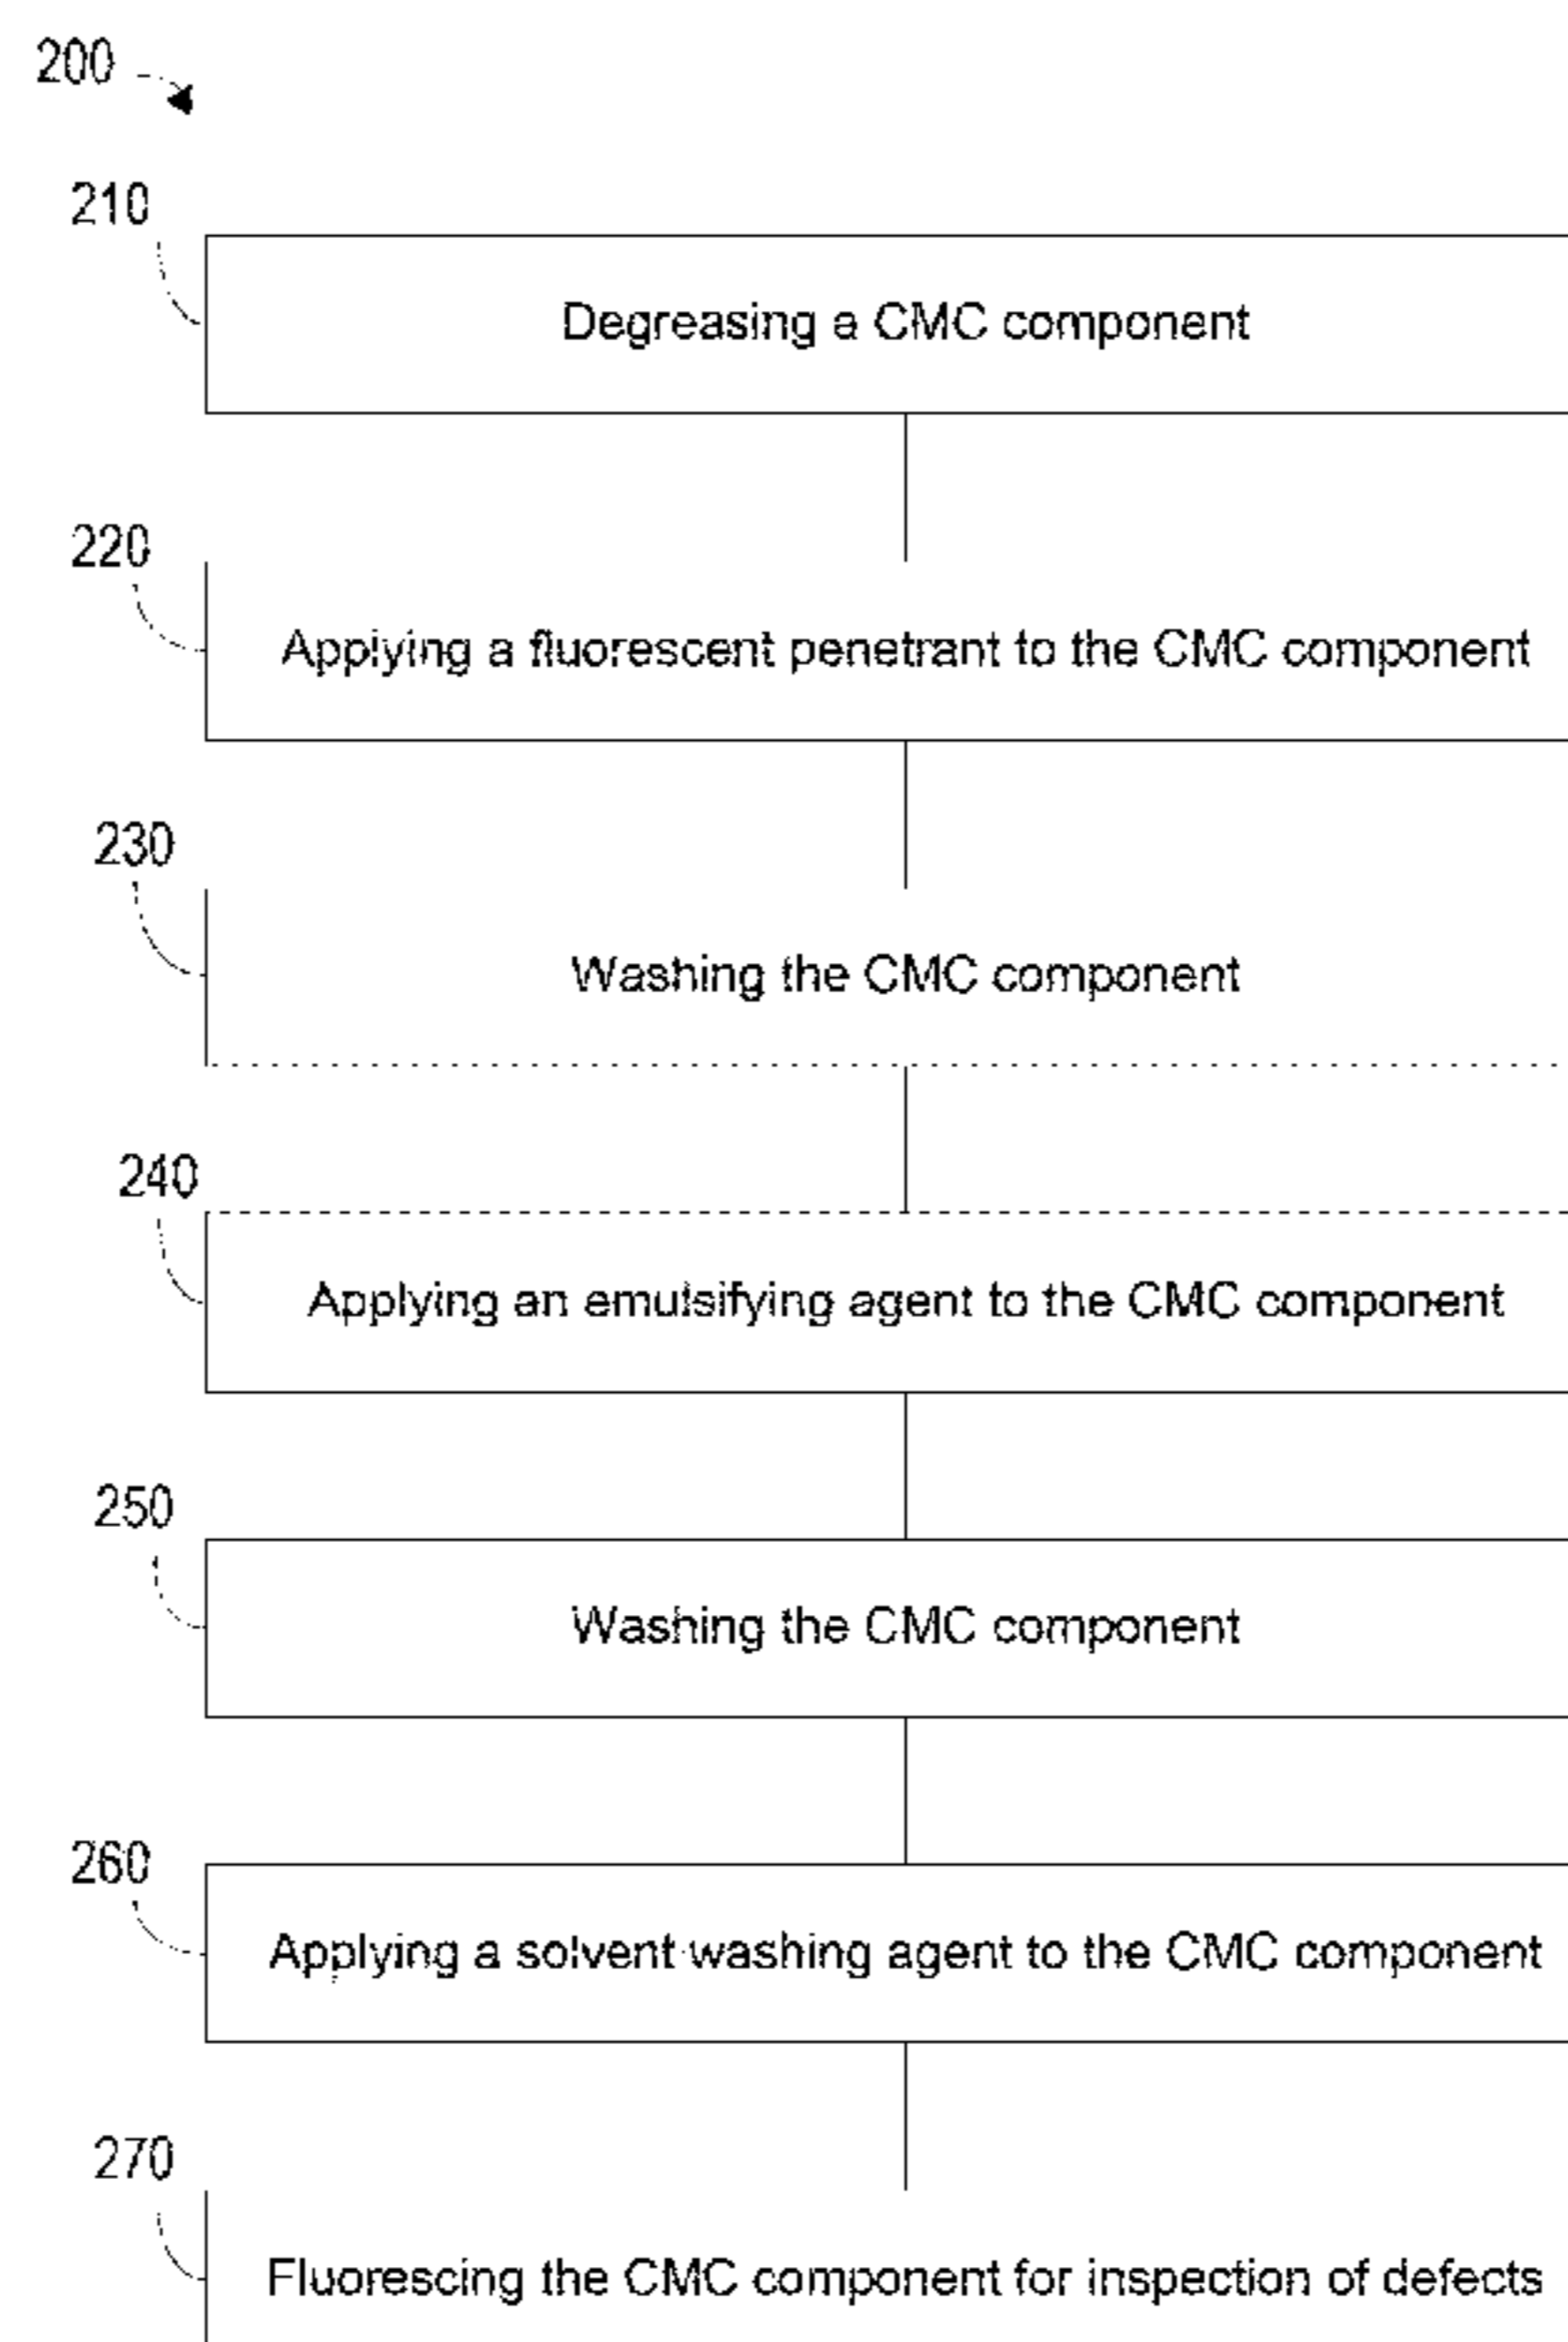 200
210
Degreasing a CMC component
220
Applying a fluorescent penetrant to the CMC component
230
Washing the CMC component
240
Applying an emulsifying agent to the CMC component
250
Washing the CMC component
260
Applying a solvent washing agent to the CMC component
270
Fluorescing the CMC component for inspection of defects